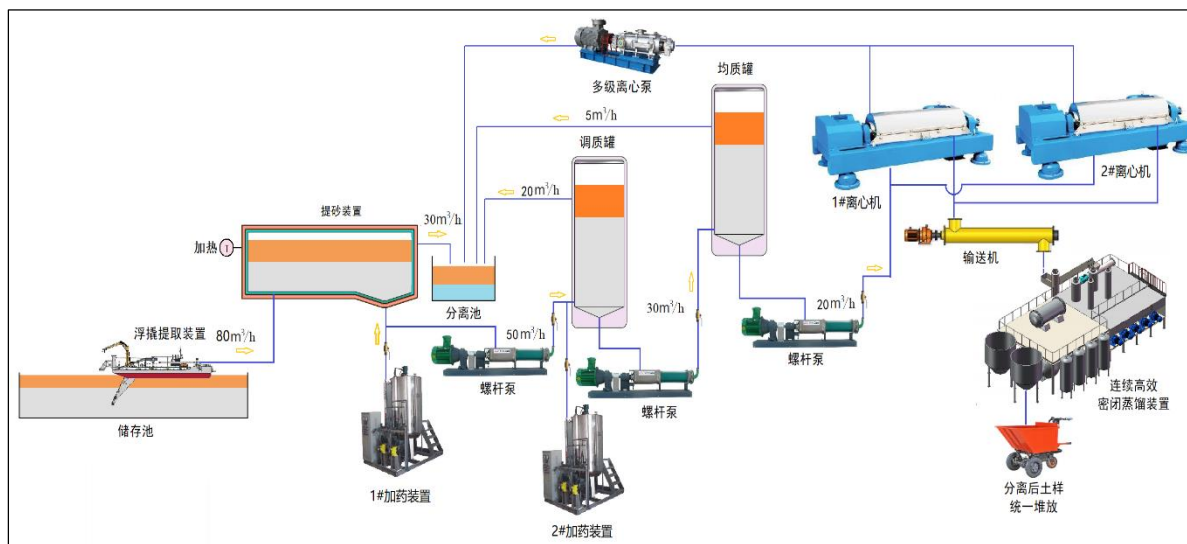 均质罐
多级离心泵
5m³/h
调质罐
2#离心机
1#离心机
20m³/h
提砂装置
30m³/h
加热
T
输送机
分离池
浮撬提取装置
80m³/h
50m³/h
30m³/h
20m³/h
螺杆泵
螺杆泵
螺杆泵
连续高效
密闭蒸馏装置
储存池
1#加药装置
2#加药装置
分离后土样
统一堆放